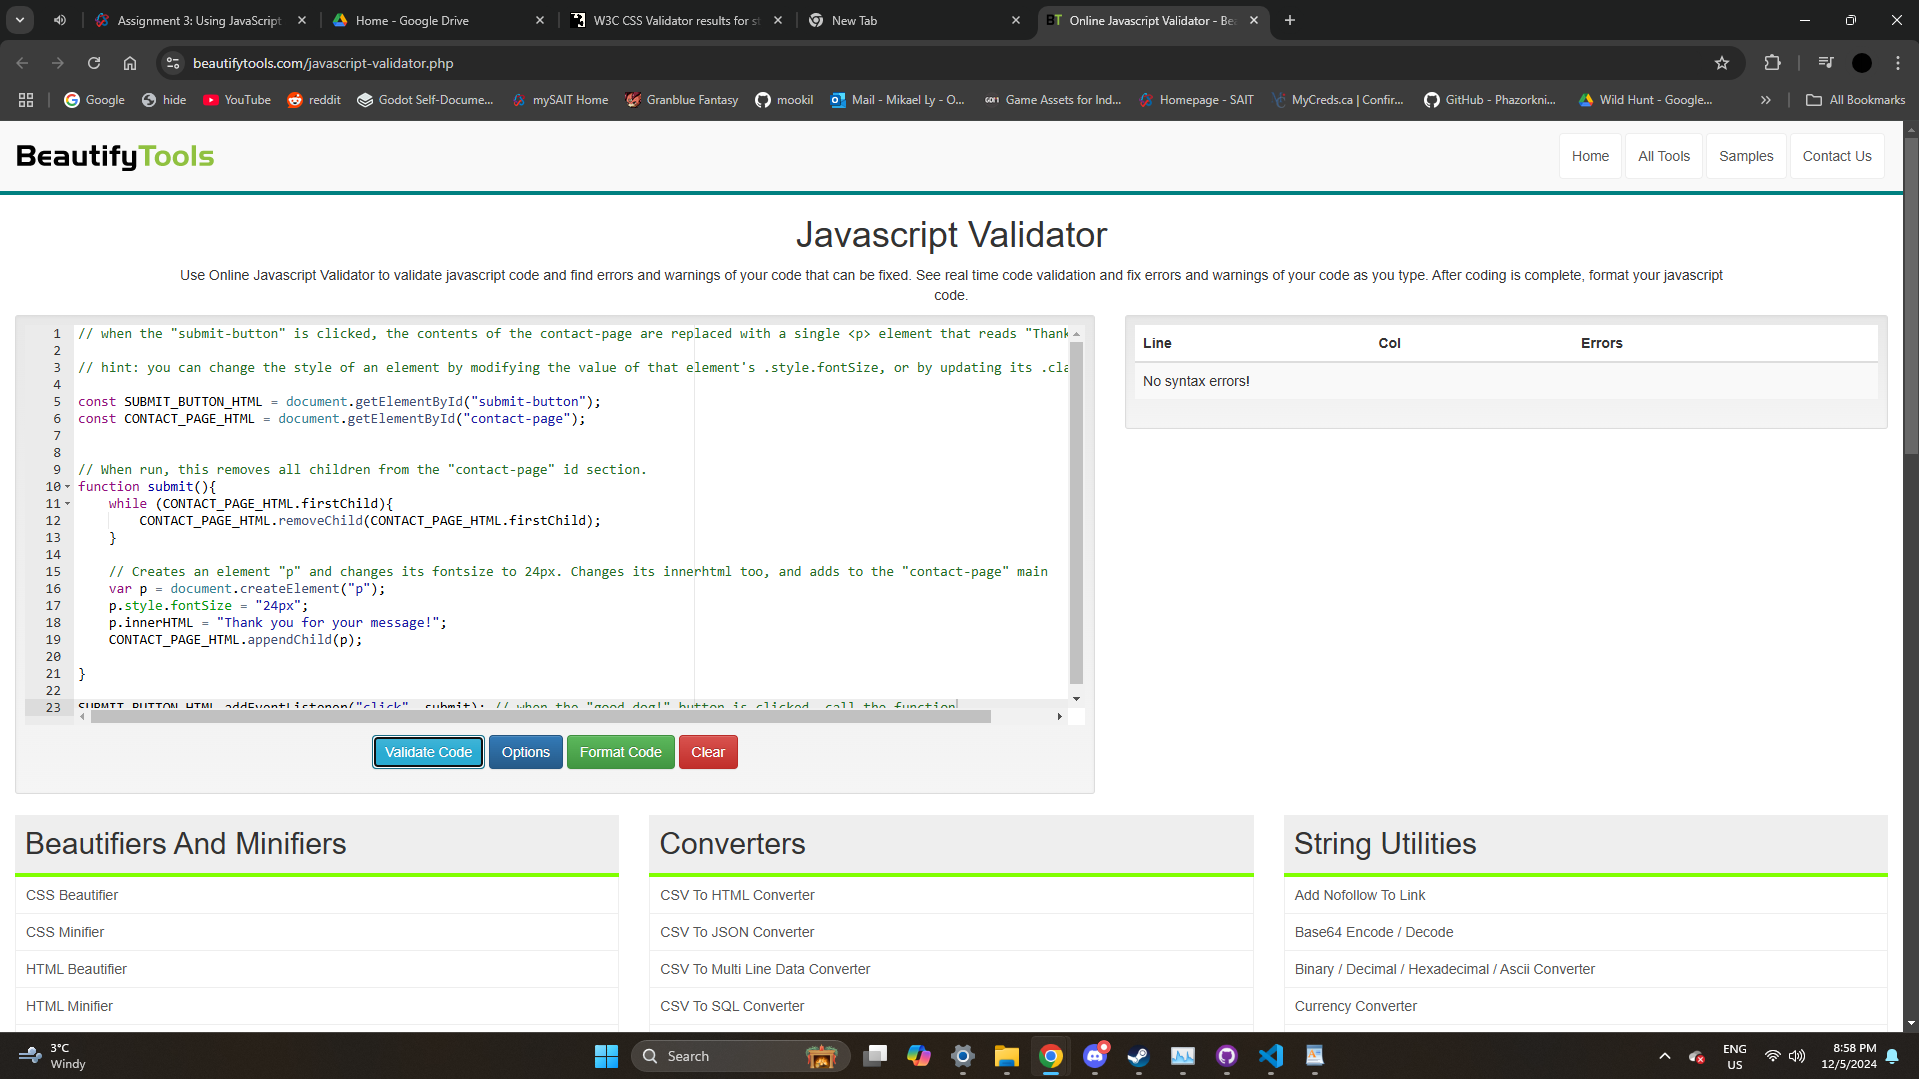 Assignment 3: Using JavaScript
Home - Google Drive
W3C CSS Validator results for st
New Tab
BT Online Javascript Validator - Be
beautifytools.com/javascript-validator.php
Google
hide
YouTube
reddit
Godot Self-Docume...
mySAIT Home
Granblue Fantasy
mookil
Mail - Mikael Ly - O...
Game Assets for Ind...
Homepage - SAIT
MyCreds.ca | Confir...
GitHub - Phazorkni...
Wild Hunt - Google...
All Bookmarks
BeautifyTools
Home
All Tools
Samples
Contact Us
Javascript Validator
Use Online Javascript Validator to validate javascript code and find errors and warnings of your code that can be fixed. See real time code validation and fix errors and warnings of your code as you type. After coding is complete, format your javascript
code.
1 // when the "submit-button" is clicked, the contents of the contact-page are replaced with a single <p> element that reads "Thank
2
3 // hint: you can change the style of an element by modifying the value of that element's .style.fontSize, or by updating its .cla
4
5 const SUBMIT_BUTTON_HTML = document.getElementById("submit-button");
6 const CONTACT_PAGE_HTML = document.getElementById("contact-page");
7
8
9 // When run, this removes all children from the "contact-page" id section.
10 function submit(){
11 while (CONTACT_PAGE_HTML.firstChild){
12 CONTACT_PAGE_HTML.removeChild(CONTACT_PAGE_HTML.firstChild);
13 }
14
15 // Creates an element "p" and changes its fontsize to 24px. Changes its innerhtml too, and adds to the "contact-page" main
16 var p = document.createElement("p");
17 p.style.fontSize = "24px";
18 p.innerHTML = "Thank you for your message!";
19 CONTACT_PAGE_HTML.appendChild(p);
20
21 }
22
23 SUBMIT_BUTTON_HTML.addEventListener("click", submit); // when the "good dog!" button is clicked, call the function
Line Col Errors
No syntax errors!
Validate Code
Options
Format Code
Clear
Beautifiers And Minifiers
CSS Beautifier
CSS Minifier
HTML Beautifier
HTML Minifier
Converters
CSV To HTML Converter
CSV To JSON Converter
CSV To Multi Line Data Converter
CSV To SQL Converter
String Utilities
Add Nofollow To Link
Base64 Encode / Decode
Binary / Decimal / Hexadecimal / Ascii Converter
Currency Converter
3°C
Windy
Search
ENG
US
8:58 PM
12/5/2024